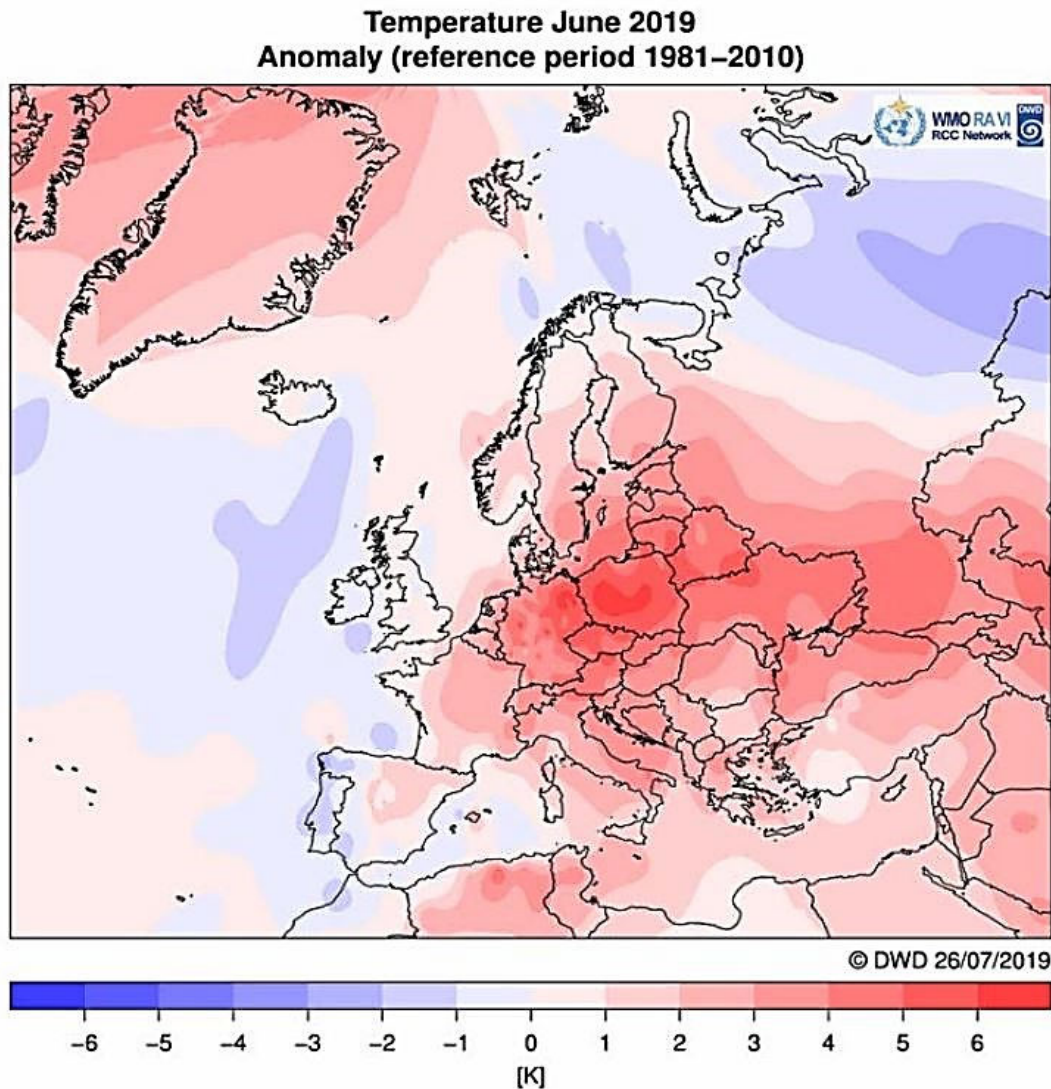 Temperature June 2019
Anomaly (reference period 1981–2010)
WMO RA VI
RCC Network
DWD
© DWD 26/07/2019
−6 −5 −4 −3 −2 −1 0 1 2 3 4 5 6
[K]